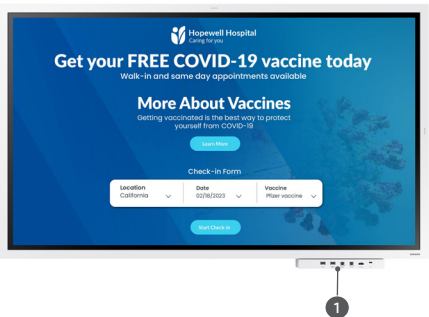 Hopewell Hospital
Caring for you
Get your FREE COVID-19 vaccine today
Walk-in and same day appointments available
More About Vaccines
Getting vaccinated is the best way to protect
yourself from COVID-19
Learn More
Check-in Form
Location Date Vaccine
California 02/18/2023 Pfizer vaccine
Start Check in
1